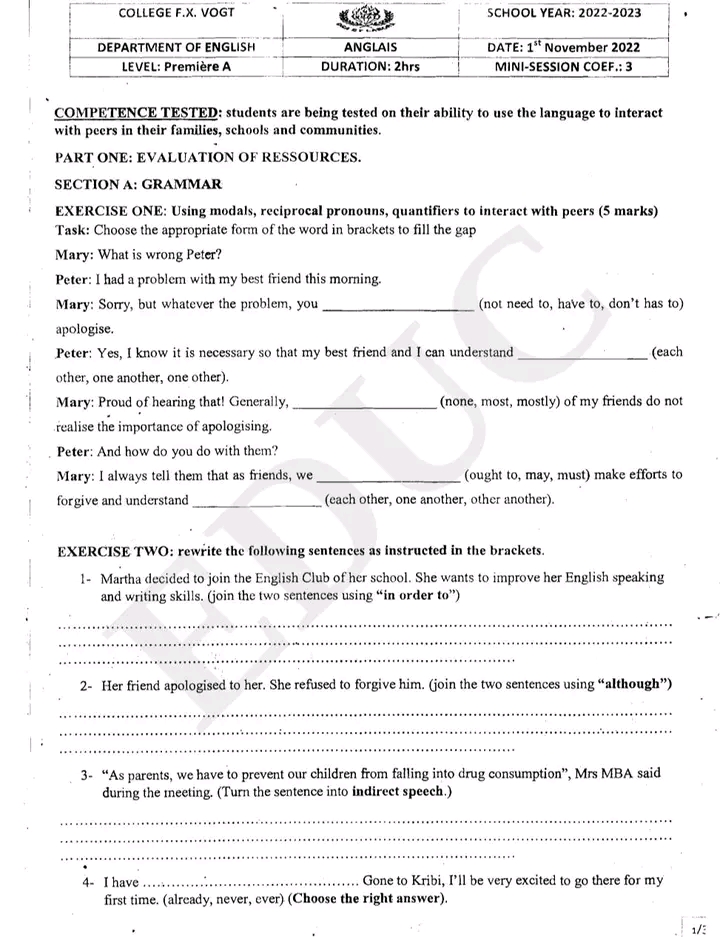 COLLEGE F.X. VOGT SCHOOL YEAR: 2022-2023
DEPARTMENT OF ENGLISH ANGLAIS DATE: 1st November 2022
LEVEL: Première A DURATION: 2hrs MINI-SESSION COEF.: 3
COMPETENCE TESTED: students are being tested on their ability to use the language to interact
with peers in their families, schools and communities.
PART ONE: EVALUATION OF RESSOURCES.
SECTION A: GRAMMAR
EXERCISE ONE: Using modals, reciprocal pronouns, quantifiers to interact with peers (5 marks)
Task: Choose the appropriate form of the word in brackets to fill the gap
Mary: What is wrong Peter?
Peter: I had a problem with my best friend this morning.
Mary: Sorry, but whatever the problem, you _______________ (not need to, have to, don't has to)
apologise.
Peter: Yes, I know it is necessary so that my best friend and I can understand _____________ (each
other, one another, one other).
Mary: Proud of hearing that! Generally, _______________ (none, most, mostly) of my friends do not
realise the importance of apologising.
Peter: And how do you do with them?
Mary: I always tell them that as friends, we _______________ (ought to, may, must) make efforts to
forgive and understand _____________ (each other, one another, other another).
EXERCISE TWO: rewrite the following sentences as instructed in the brackets.
1- Martha decided to join the English Club of her school. She wants to improve her English speaking
and writing skills. (join the two sentences using "in order to")
2- Her friend apologised to her. She refused to forgive him. (join the two sentences using "although")
3- "As parents, we have to prevent our children from falling into drug consumption", Mrs MBA said
during the meeting. (Turn the sentence into indirect speech.)
4- I have ............................................ Gone to Kribi, I'll be very excited to go there for my
first time. (already, never, ever) (Choose the right answer).
1/3
EDUC